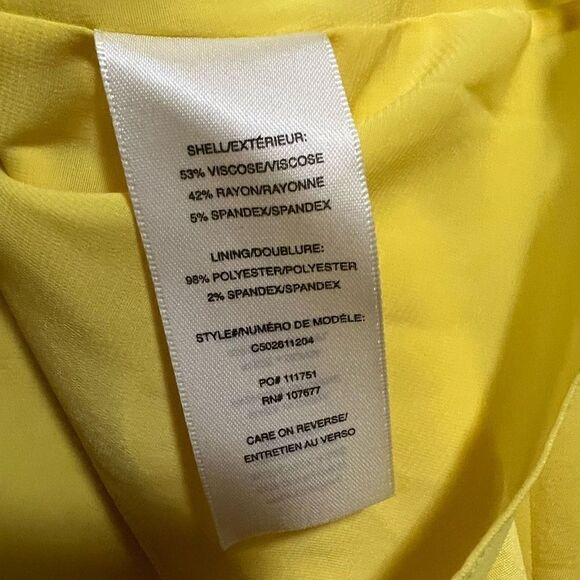 SHELL/EXTÉRIEUR:
53% VISCOSE/VISCOSE
42% RAYON/RAYONNE
5% SPANDEX/SPANDEX
LINING/DOUBLURE:
98% POLYESTER/POLYESTER
2% SPANDEX/SPANDEX
STYLE#/NUMÉRO DE MODÈLE:
C502611204
PO# 111751
RN# 107677
CARE ON REVERSE/
ENTRETIEN AU VERSO